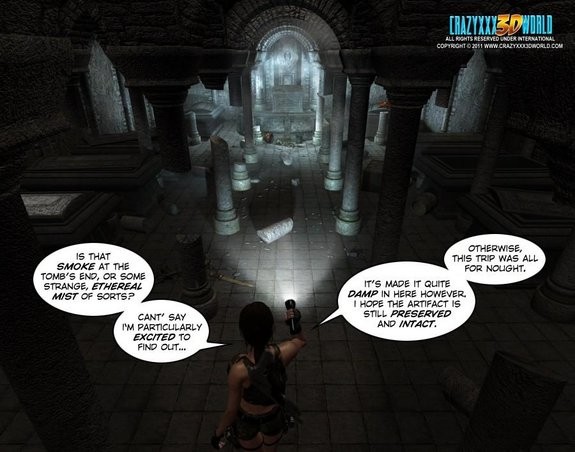 CRAZYXXX3DWORLD
ALL RIGHTS RESERVED UNDER INTERNATIONAL
COPYRIGHT © 2011 WWW.CRAZYXXX3DWORLD.COM
IS THAT
SMOKE AT THE
TOMB'S END, OR SOME
STRANGE, ETHEREAL
MIST OF SORTS?
CANT' SAY
I'M PARTICULARLY
EXCITED TO
FIND OUT...
IT'S MADE IT QUITE
DAMP IN HERE HOWEVER.
I HOPE THE ARTIFACT IS
STILL PRESERVED
AND INTACT.
OTHERWISE,
THIS TRIP WAS ALL
FOR NOUGHT.